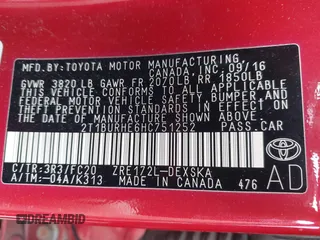 MFD.BY:TOYOTA MOTOR MANUFACTURING
CANADA, INC. 09/16
GVWR 3820 LB GAWR FR 2070LB RR 1850LB
THIS VEHICLE CONFORMS TO ALL APPLICABLE
FEDERAL MOTOR VEHICLE SAFETY, BUMPER, AND
THEFT PREVENTION STANDARDS IN EFFECT ON
THE DATE OF MANUFACTURE SHOWN ABOVE.
2T1BURHE6HC751252 PASS.CAR
C/TR:3R3/FC20 ZRE172L-DEXSKA
A/TM:-04A/K313 MADE IN CANADA 476
TOYOTA
AD